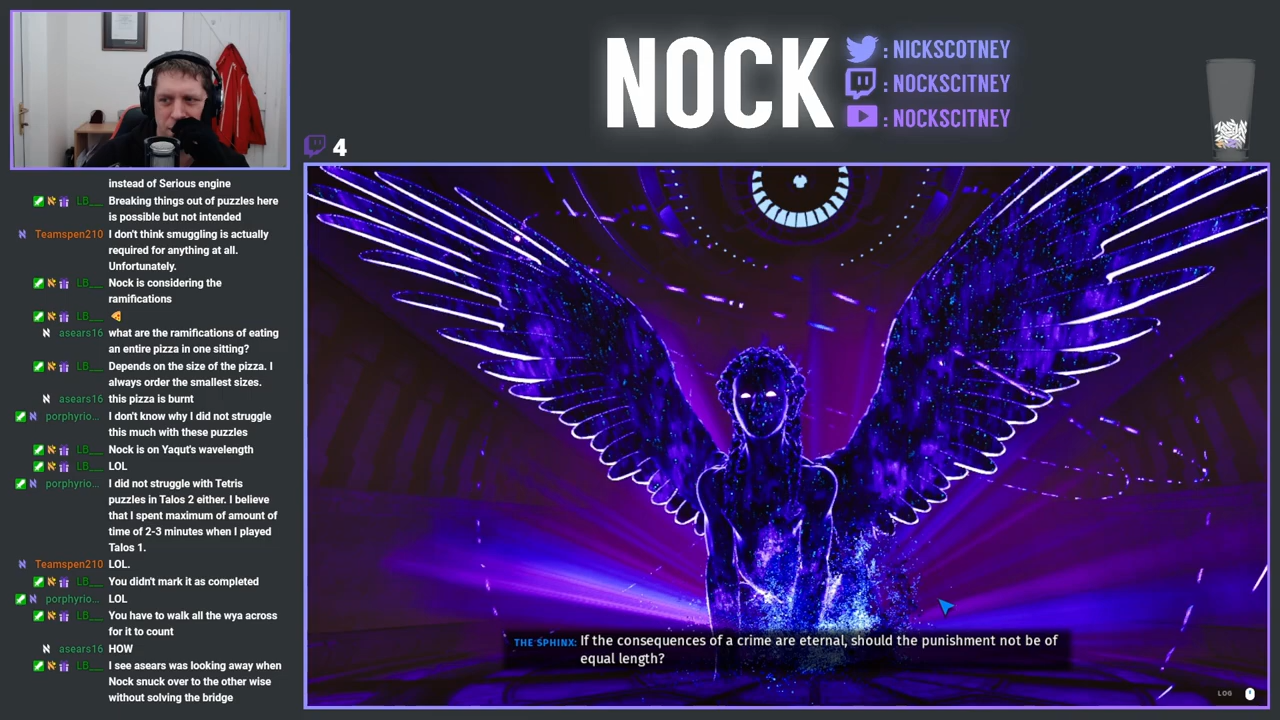 NOCK
: NICKSCOTNEY
: NOCKSCITNEY
: NOCKSCITNEY
4
instead of Serious engine
LB__ Breaking things out of puzzles here
is possible but not intended
Teamspen210 I don't think smuggling is actually
required for anything at all.
Unfortunately.
LB__ Nock is considering the
ramifications
LB__ 🍕
asears16 what are the ramifications of eating
an entire pizza in one sitting?
LB__ Depends on the size of the pizza. I
always order the smallest sizes.
asears16 this pizza is burnt
porphyrio... I don't know why I did not struggle
this much with these puzzles
LB__ Nock is on Yaqut's wavelength
LB__ LOL
porphyrio... I did not struggle with Tetris
puzzles in Talos 2 either. I believe
that I spent maximum of amount of
time of 2-3 minutes when I played
Talos 1.
Teamspen210 LOL.
LB__ You didn't mark it as completed
porphyrio... LOL
LB__ You have to walk all the wya across
for it to count
asears16 HOW
LB__ I see asears was looking away when
Nock snuck over to the other wise
without solving the bridge
THE SPHINX: If the consequences of a crime are eternal, should the punishment not be of
equal length?
LOG